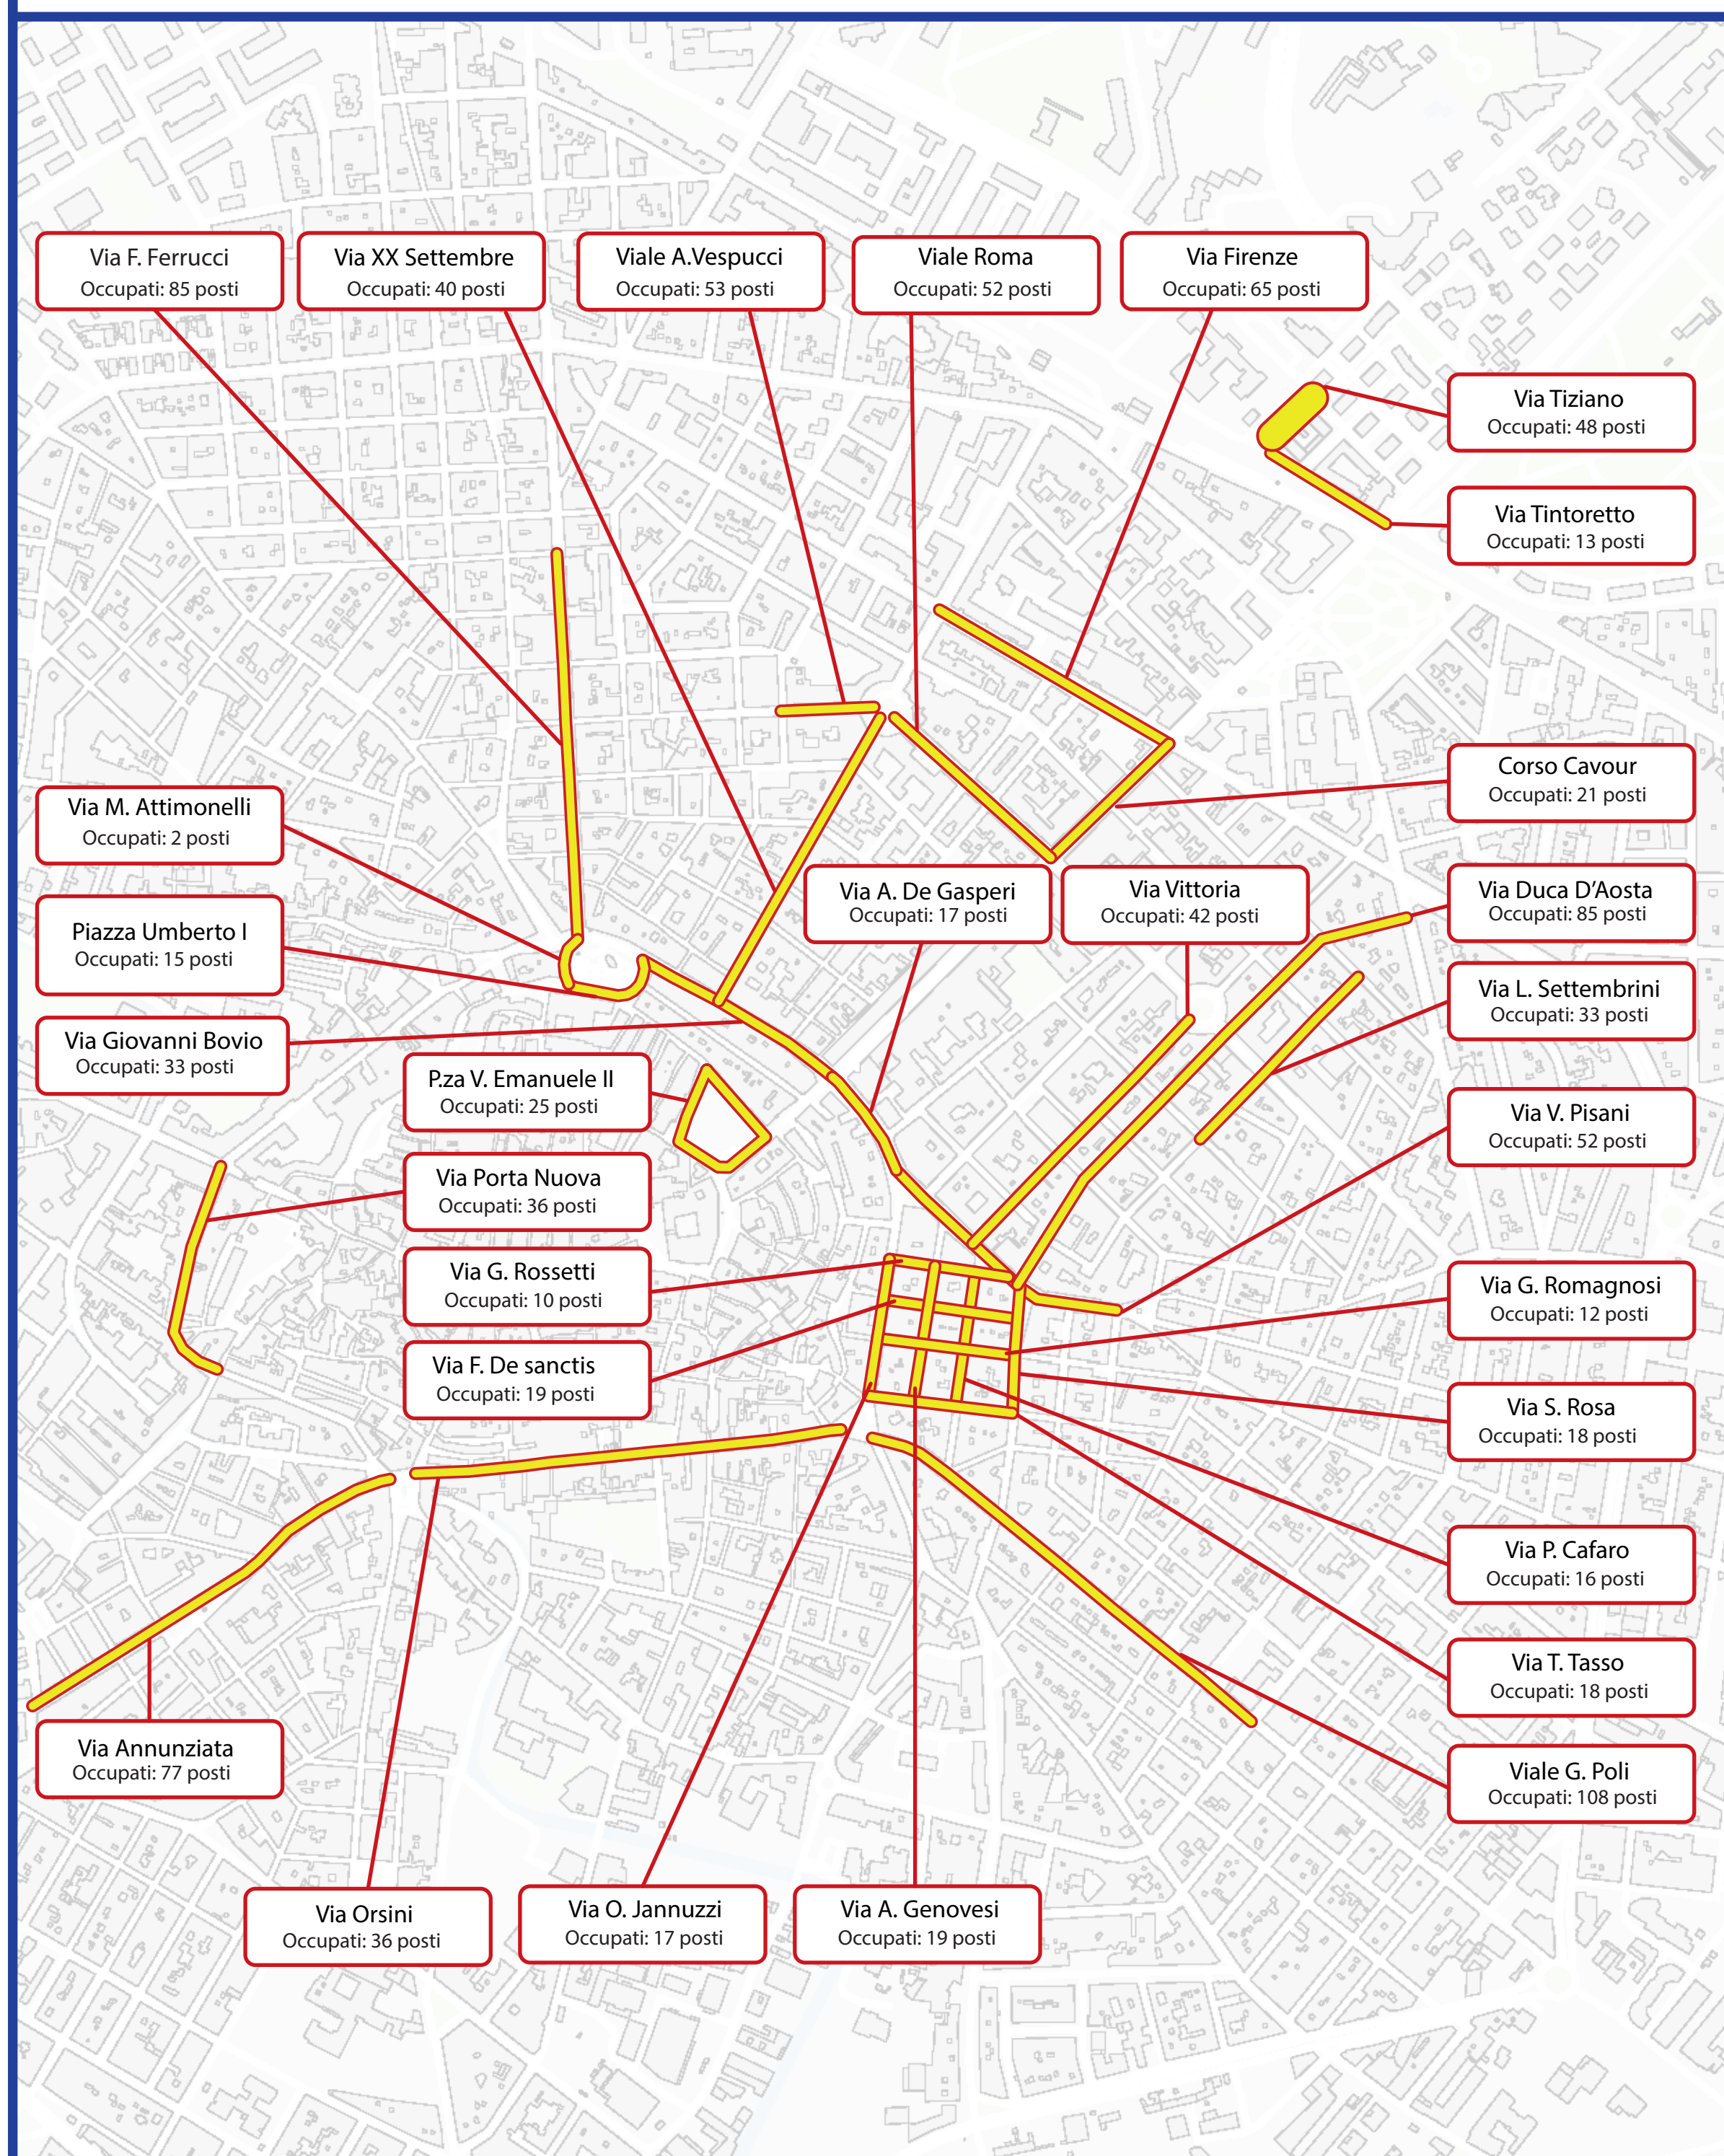 Via F. Ferrucci
Occupati: 85 posti
Via XX Settembre
Occupati: 40 posti
Viale A.Vespucci
Occupati: 53 posti
Viale Roma
Occupati: 52 posti
Via Firenze
Occupati: 65 posti
Via Tiziano
Occupati: 48 posti
Via Tintoretto
Occupati: 13 posti
Corso Cavour
Occupati: 21 posti
Via M. Attimonelli
Occupati: 2 posti
Via A. De Gasperi
Occupati: 17 posti
Via Vittoria
Occupati: 42 posti
Via Duca D’Aosta
Occupati: 85 posti
Piazza Umberto I
Occupati: 15 posti
Via L. Settembrini
Occupati: 33 posti
Via Giovanni Bovio
Occupati: 33 posti
P.za V. Emanuele II
Occupati: 25 posti
Via V. Pisani
Occupati: 52 posti
Via Porta Nuova
Occupati: 36 posti
Via G. Rossetti
Occupati: 10 posti
Via G. Romagnosi
Occupati: 12 posti
Via F. De sanctis
Occupati: 19 posti
Via S. Rosa
Occupati: 18 posti
Via P. Cafaro
Occupati: 16 posti
Via T. Tasso
Occupati: 18 posti
Via Annunziata
Occupati: 77 posti
Viale G. Poli
Occupati: 108 posti
Via Orsini
Occupati: 36 posti
Via O. Jannuzzi
Occupati: 17 posti
Via A. Genovesi
Occupati: 19 posti